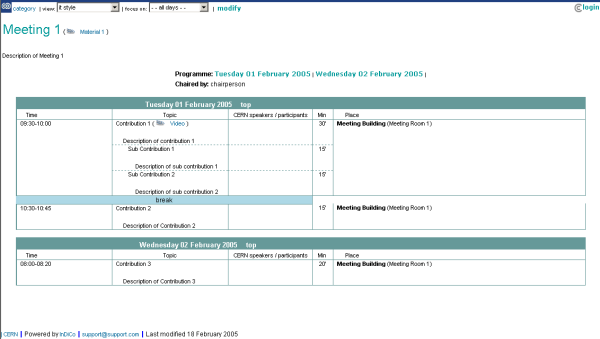 category | view: it style | focus on: - - all days - - | modify login
Meeting 1 ( Material 1 )
Description of Meeting 1
Programme: Tuesday 01 February 2005 | Wednesday 02 February 2005 |
Chaired by: chairperson
Tuesday 01 February 2005 top
Time Topic CERN speakers / participants Min Place
09:30-10:00 Contribution 1 ( Video ) 30' Meeting Building (Meeting Room 1)
Description of contribution 1
Sub Contribution 1 15'
Description of sub contribution 1
Sub Contribution 2 15'
Description of sub contribution 2
break
10:30-10:45 Contribution 2 15' Meeting Building (Meeting Room 1)
Description of Contribution 2
Wednesday 02 February 2005 top
Time Topic CERN speakers / participants Min Place
08:00-08:20 Contribution 3 20' Meeting Building (Meeting Room 1)
Description of Contribution 3
| CERN | Powered by InDiCo | support@support.com | Last modified 18 February 2005